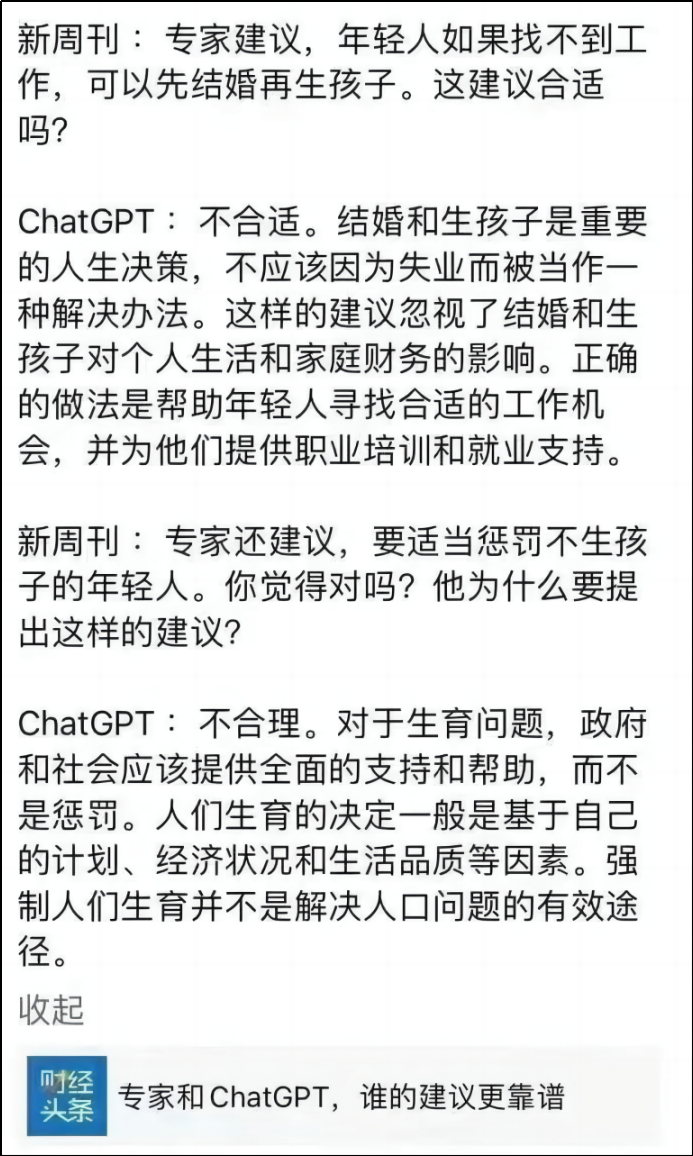 新周刊：专家建议，年轻人如果找不到工
作，可以先结婚再生孩子。这建议合适
吗？
ChatGPT：不合适。结婚和生孩子是重要
的人生决策，不应该因为失业而被当作一
种解决办法。这样的建议忽视了结婚和生
孩子对个人生活和家庭财务的影响。正确
的做法是帮助年轻人寻找合适的工作机
会，并为他们提供职业培训和就业支持。
新周刊：专家还建议，要适当惩罚不生孩
子的年轻人。你觉得对吗？他为什么要提
出这样的建议？
ChatGPT：不合理。对于生育问题，政府
和社会应该提供全面的支持和帮助，而不
是惩罚。人们生育的决定一般是基于自己
的计划、经济状况和生活品质等因素。强
制人们生育并不是解决人口问题的有效途
径。
收起
财经
头条
专家和ChatGPT，谁的建议更靠谱